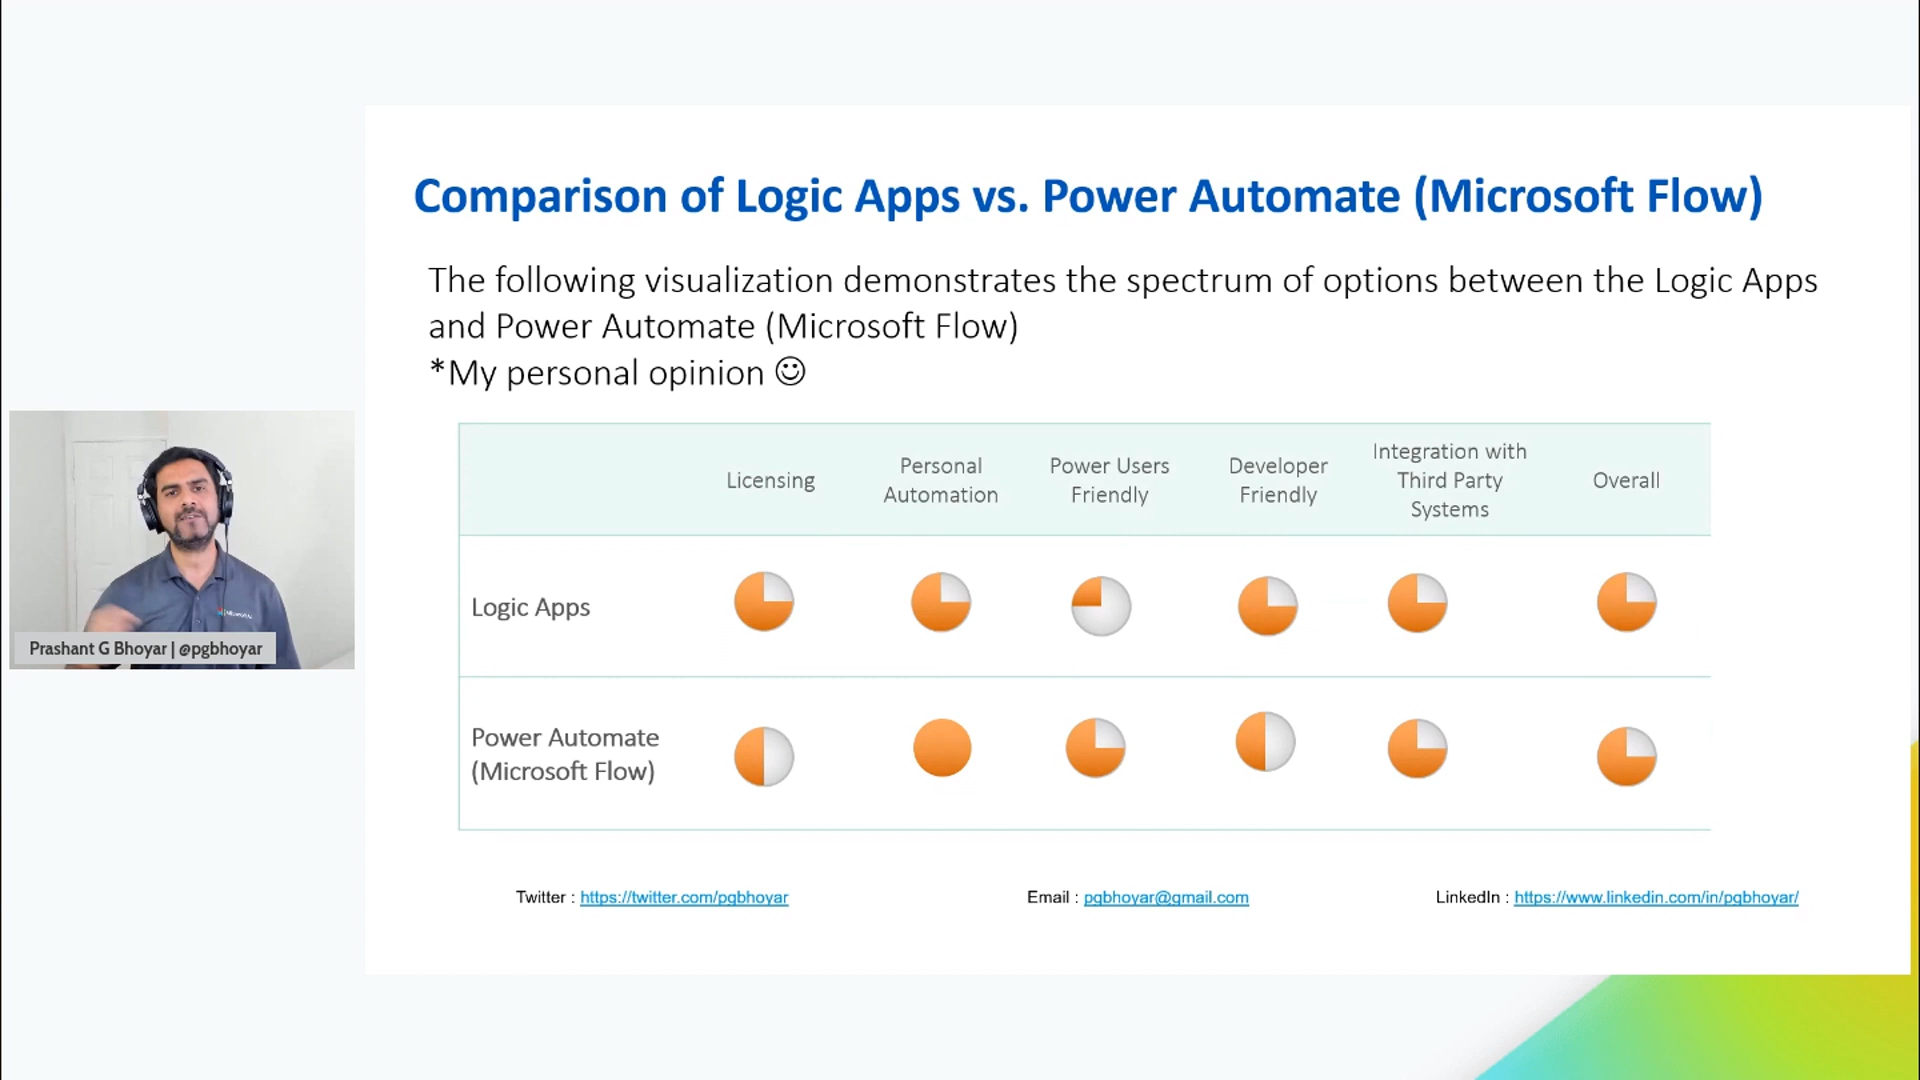 Comparison of Logic Apps vs. Power Automate (Microsoft Flow)
The following visualization demonstrates the spectrum of options between the Logic Apps
and Power Automate (Microsoft Flow)
*My personal opinion ☺
Licensing
Personal
Automation
Power Users
Friendly
Developer
Friendly
Integration with
Third Party
Systems
Overall
Logic Apps
Power Automate
(Microsoft Flow)
Prashant G Bhoyar | @pgbhoyar
Twitter : https://twitter.com/pgbhoyar
Email : pgbhoyar@gmail.com
LinkedIn : https://www.linkedin.com/in/pgbhoyar/